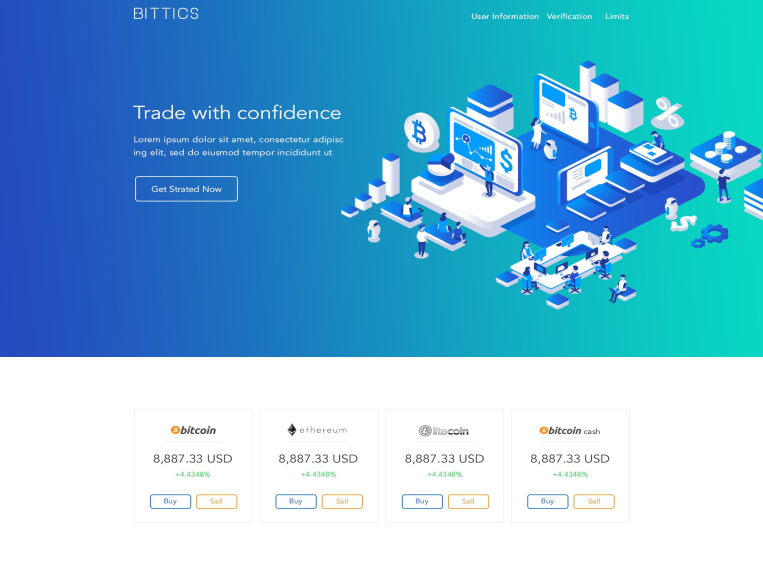 BITTICS
User Information Verification Limits
Trade with confidence
Lorem ipsum dolor sit amet, consectetur adipisc
ing elit, sed do eiusmod tempor incididunt ut
Get Strated Now
bitcoin
ethereum
litecoin
bitcoin cash
8,887.33 USD
8,887.33 USD
8,887.33 USD
8,887.33 USD
+4.4348%
+4.4348%
+4.4348%
+4.4348%
Buy Sell
Buy Sell
Buy Sell
Buy Sell